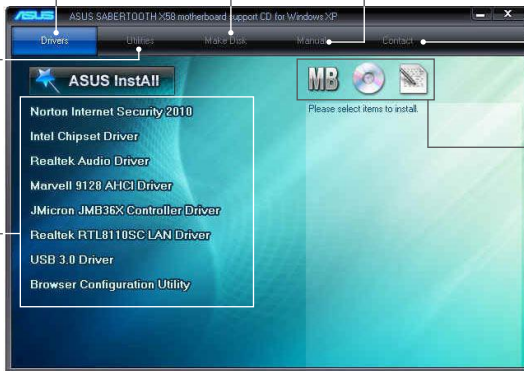 ASUS ASUS SABERTOOTH X58 motherboard support CD for Windows XP
Drivers Utilities Make Disk Manual Contact
ASUS InstAll
MB
Please select items to install.
Norton Internet Security 2010
Intel Chipset Driver
Realtek Audio Driver
Marvell 9128 AHCI Driver
JMicron JMB36X Controller Driver
Realtek RTL8110SC LAN Driver
USB 3.0 Driver
Browser Configuration Utility